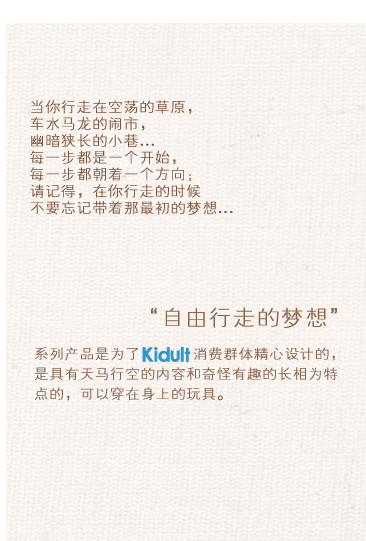 当你行走在空荡的草原，
车水马龙的闹市，
幽暗狭长的小巷...
每一步都是一个开始，
每一步都朝着一个方向；
请记得，在你行走的时候
不要忘记带着那最初的梦想...
“自由行走的梦想”
系列产品是为了Kidult消费群体精心设计的，
是具有天马行空的内容和奇怪有趣的长相为特
点的，可以穿在身上的玩具。